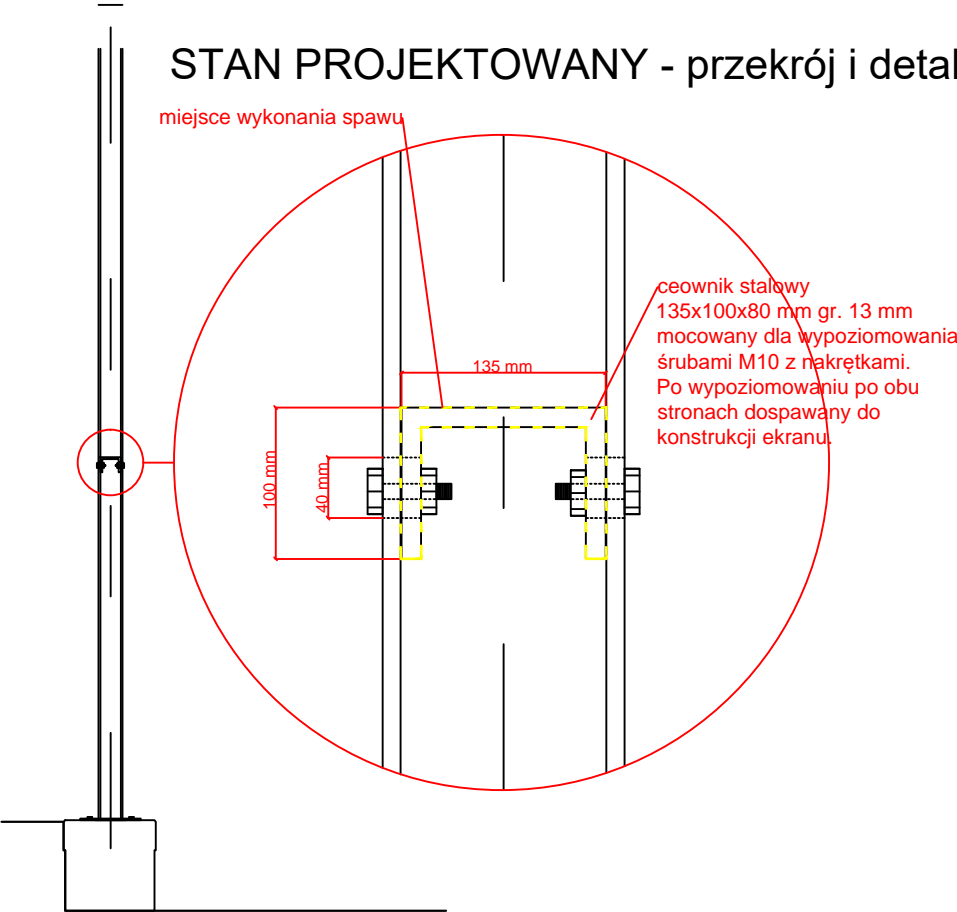 STAN PROJEKTOWANY - przekrój i detal
miejsce wykonania spawu
ceownik stalowy
135x100x80 mm gr. 13 mm
mocowany dla wypoziomowania
śrubami M10 z nakrętkami.
Po wypoziomowaniu po obu
stronach dospawany do
konstrukcji ekranu.
135 mm
100 mm
40 mm